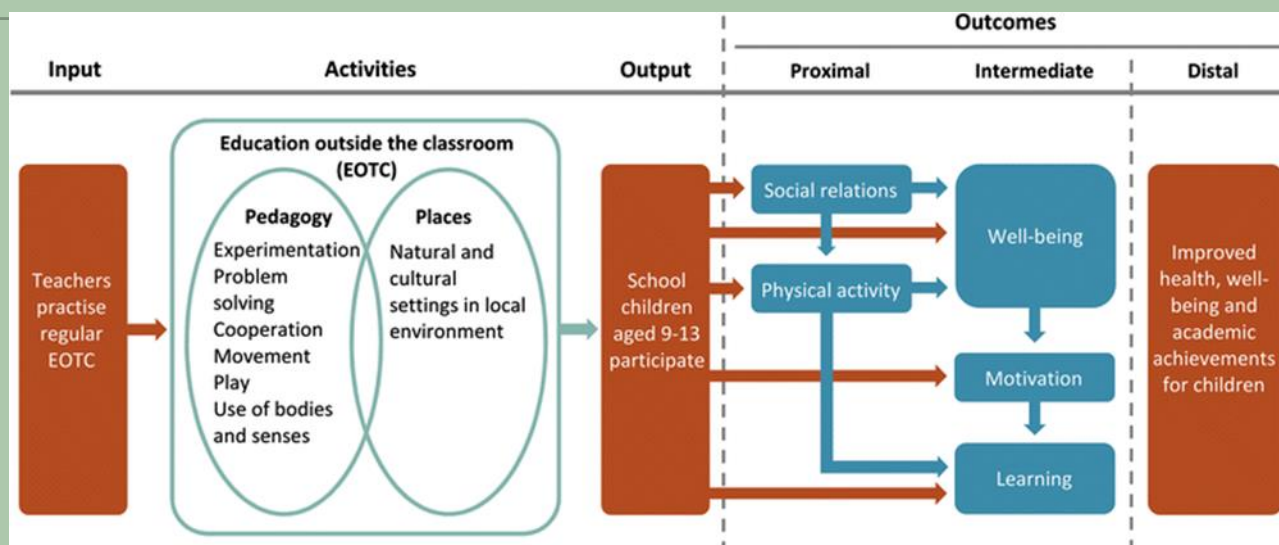 Outcomes
Input
Activities
Output
Proximal
Intermediate
Distal
Teachers
practise
regular
EOTC
Education outside the classroom
(EOTC)
Pedagogy
Experimentation
Problem
solving
Cooperation
Movement
Play
Use of bodies
and senses
Places
Natural and
cultural
settings in local
environment
School
children
aged 9-13
participate
Social relations
Physical activity
Well-being
Motivation
Learning
Improved
health, well-
being and
academic
achievements
for children